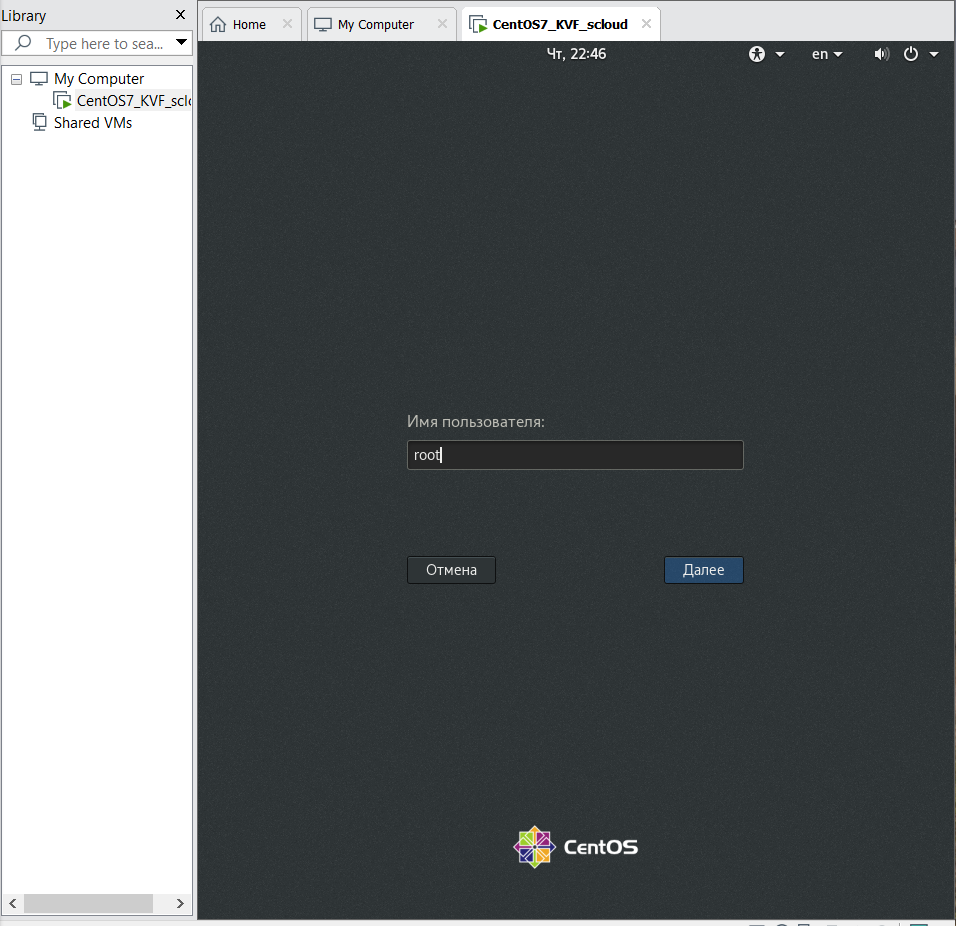 Library
Type here to sea...
My Computer
CentOS7_KVF_scl
Shared VMs
Home
My Computer
CentOS7_KVF_scloud
Чт, 22:46
en
Имя пользователя:
root
Отмена
Далее
CentOS